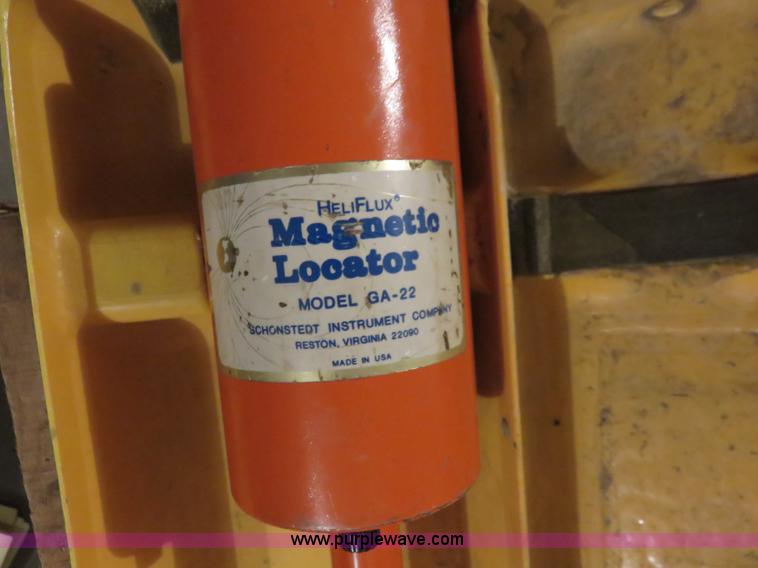 HELIFLUX®
Magnetic
Locator
MODEL GA-22
SCHONSTEDT INSTRUMENT COMPANY
RESTON, VIRGINIA 22090
MADE IN USA
www.purplewave.com